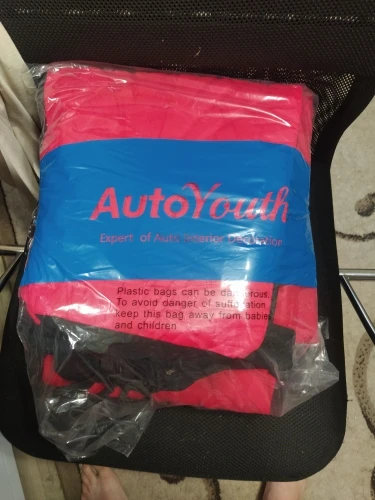 AutoYouth
Expert of Auto Interior Decoration
Plastic bags can be dangerous.
To avoid danger of suffocation
keep this bag away from babies
and children